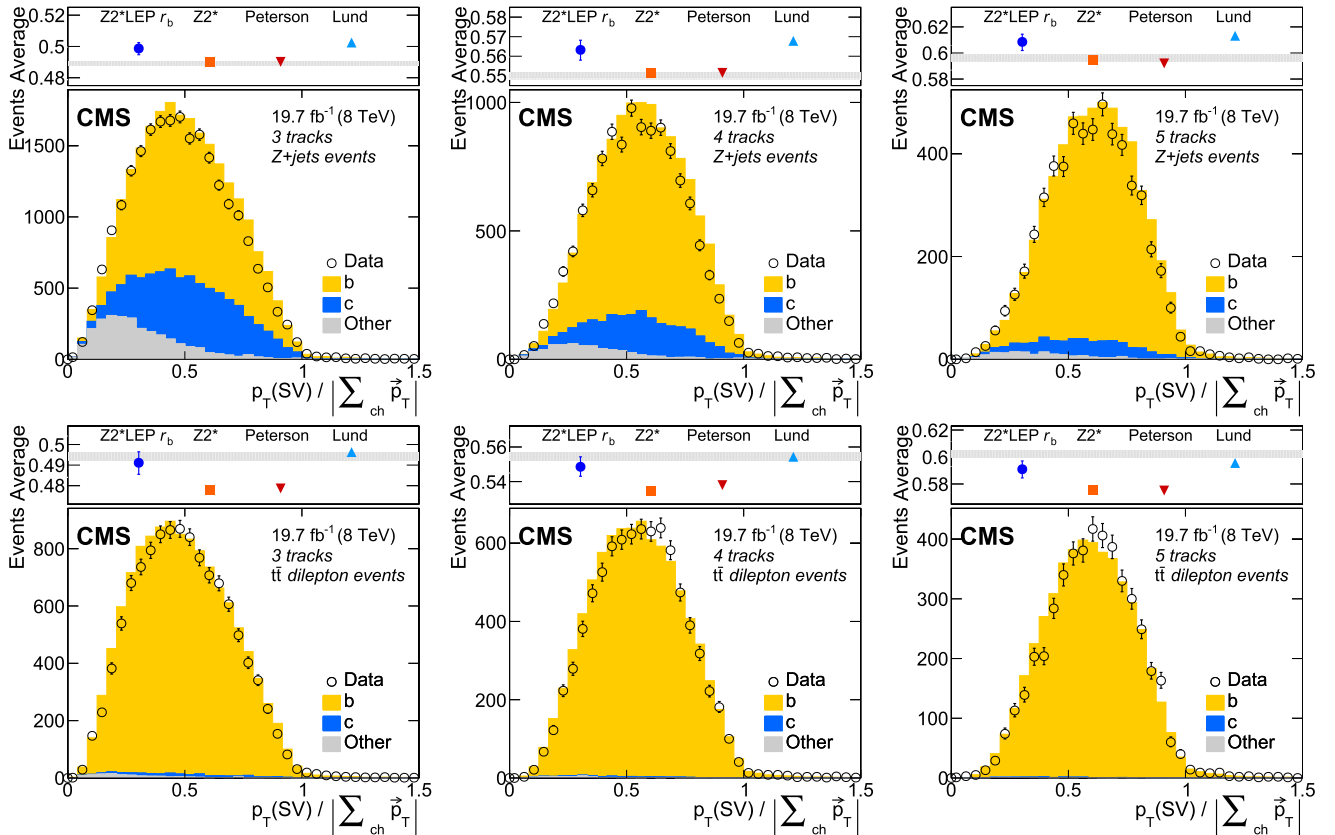 Z2*LEP r_b Z2* Peterson Lund
Average
0.52
0.5
0.48
Events
CMS
19.7 fb⁻¹ (8 TeV)
3 tracks
Z+jets events
1500
1000
500
0
Data
b
c
Other
0.5
1
1.5
p_T(SV) / |∑_ch p⃗_T|
Z2*LEP r_b Z2* Peterson Lund
Average
0.59
0.58
0.57
0.56
0.55
Events
CMS
19.7 fb⁻¹ (8 TeV)
4 tracks
Z+jets events
1000
500
0
Data
b
c
Other
0.5
1
1.5
p_T(SV) / |∑_ch p⃗_T|
Z2*LEP r_b Z2* Peterson Lund
Average
0.62
0.6
0.58
Events
CMS
19.7 fb⁻¹ (8 TeV)
5 tracks
Z+jets events
400
200
0
Data
b
c
Other
0
0.5
1
1.5
p_T(SV) / |∑_ch p⃗_T|
Z2*LEP r_b Z2* Peterson Lund
Average
0.5
0.49
0.48
Events
CMS
19.7 fb⁻¹ (8 TeV)
3 tracks
tt̄ dilepton events
800
600
400
200
0
Data
b
c
Other
0
0.5
1
1.5
p_T(SV) / |∑_ch p⃗_T|
Z2*LEP r_b Z2* Peterson Lund
Average
0.56
0.54
Events
CMS
19.7 fb⁻¹ (8 TeV)
4 tracks
tt̄ dilepton events
600
400
200
0
Data
b
c
Other
0
0.5
1
1.5
p_T(SV) / |∑_ch p⃗_T|
Z2*LEP r_b Z2* Peterson Lund
Average
0.62
0.6
0.58
Events
CMS
19.7 fb⁻¹ (8 TeV)
5 tracks
tt̄ dilepton events
400
300
200
100
0
Data
b
c
Other
0
0.5
1
1.5
p_T(SV) / |∑_ch p⃗_T|